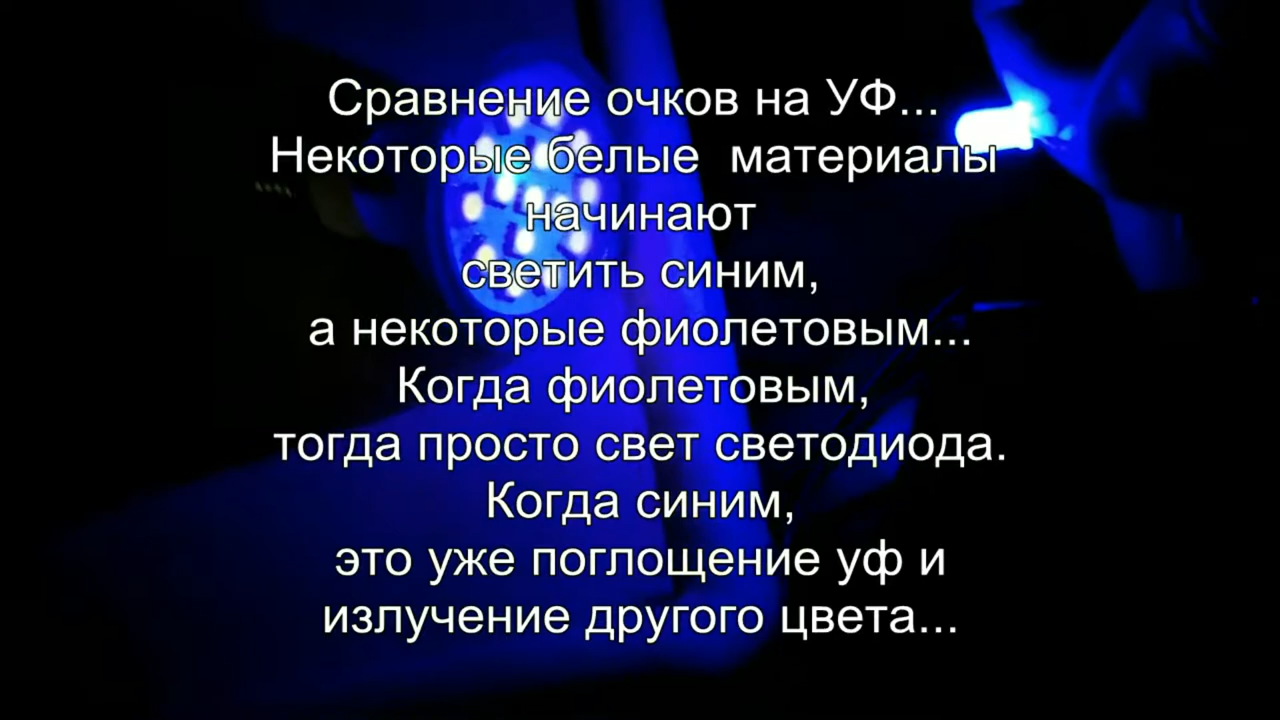 Сравнение очков на УФ...
Некоторые белые  материалы
начинают
светить синим,
а некоторые фиолетовым...
Когда фиолетовым,
тогда просто свет светодиода.
Когда синим,
это уже поглощение уф и
излучение другого цвета...